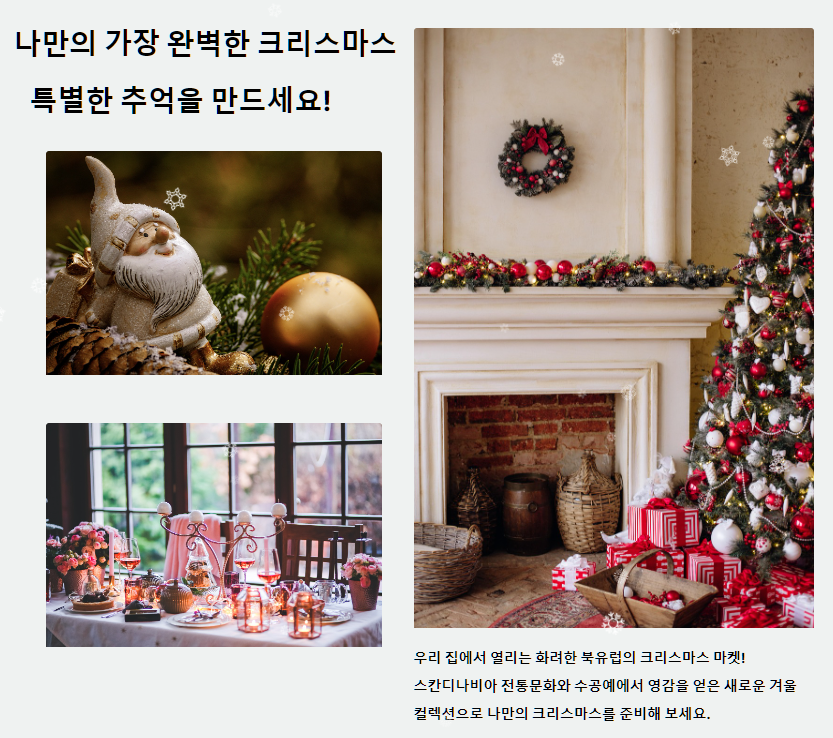 나만의 가장 완벽한 크리스마스
특별한 추억을 만드세요!
우리 집에서 열리는 화려한 북유럽의 크리스마스 마켓!
스칸디나비아 전통문화와 수공예에서 영감을 얻은 새로운 겨울
컬렉션으로 나만의 크리스마스를 준비해 보세요.